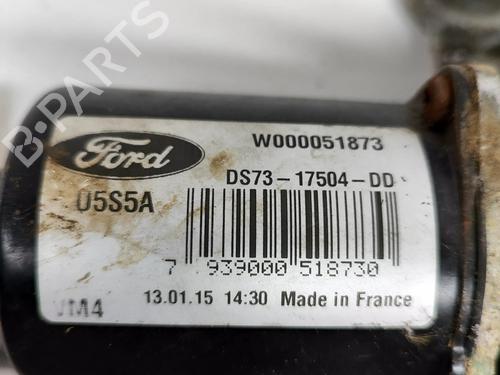 B-PARTS
Ford
W000051873
DS73-17504-DD
05S5A
7 939000 518730
VM4
13.01.15 14:30 Made in France